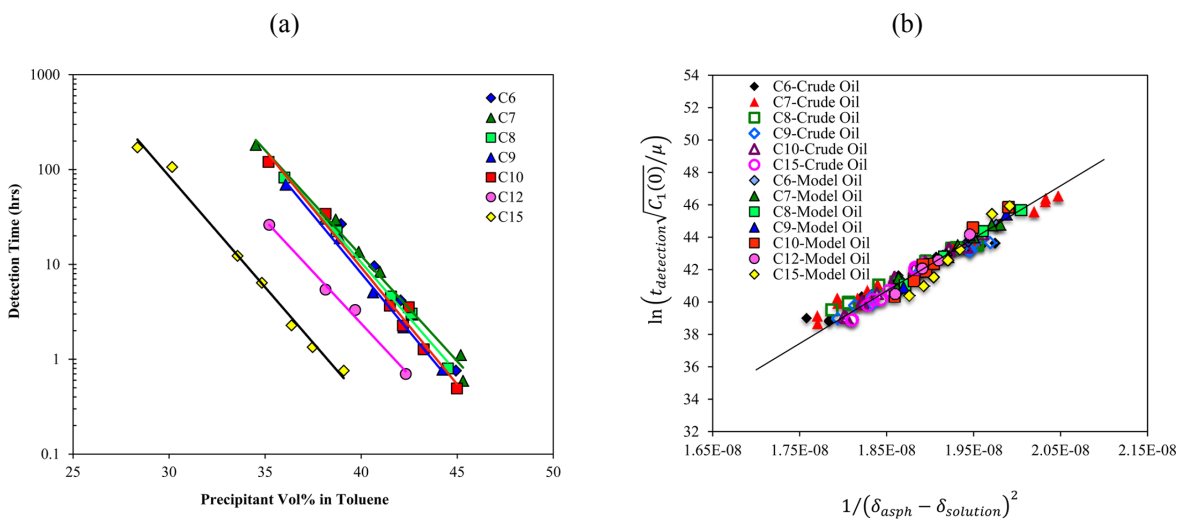 (a)
1000
100
10
1
0.1
25
30
35
40
45
50
Detection Time (hrs)
Precipitant Vol% in Toluene
C6
C7
C8
C9
C10
C12
C15
(b)
54
52
50
48
46
44
42
40
38
36
34
32
1.65E-08
1.75E-08
1.85E-08
1.95E-08
2.05E-08
2.15E-08
ln(t_detection√C₁(0)/μ)
1/(δ_asph − δ_solution)²
C6-Crude Oil
C7-Crude Oil
C8-Crude Oil
C9-Crude Oil
C10-Crude Oil
C15-Crude Oil
C6-Model Oil
C7-Model Oil
C8-Model Oil
C9-Model Oil
C10-Model Oil
C12-Model Oil
C15-Model Oil